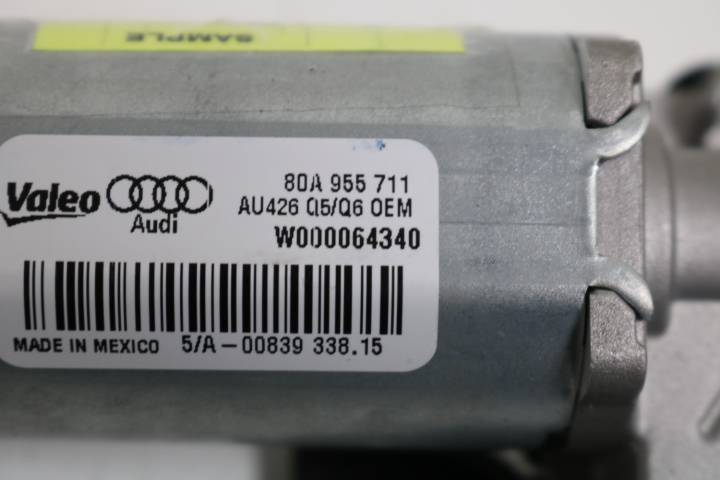 SAMPLE
Valeo Audi
80A 955 711
AU426 Q5/Q6 OEM
W000064340
MADE IN MEXICO 5/A-00839 338.15